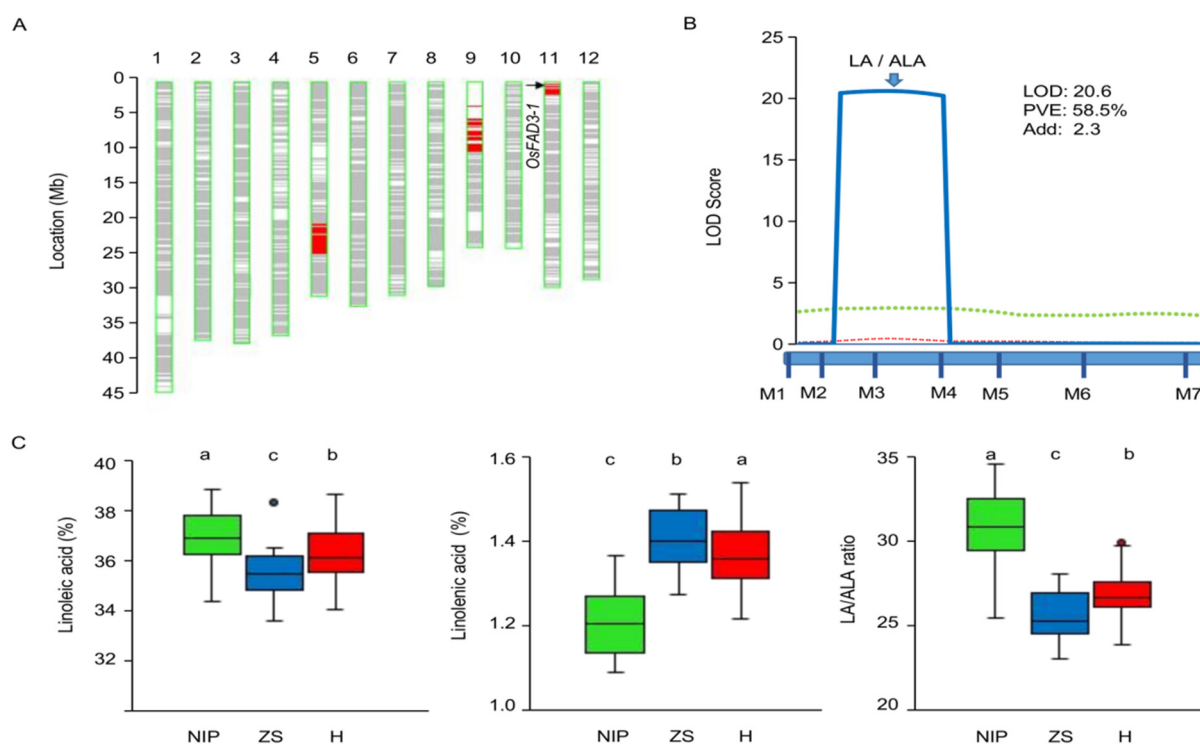 A
1 2 3 4 5 6 7 8 9 10 11 12
Location (Mb)
0
5
10
15
20
25
30
35
40
45
OsFAD3-1
B
LOD Score
25
20
15
10
5
0
LA / ALA
LOD: 20.6
PVE: 58.5%
Add: 2.3
M1 M2 M3 M4 M5 M6 M7
C
Linoleic acid (%)
40
38
36
34
32
a c b
NIP ZS H
Linolenic acid (%)
1.6
1.4
1.2
1.0
c b a
NIP ZS H
LA/ALA ratio
35
30
25
20
a c b
NIP ZS H